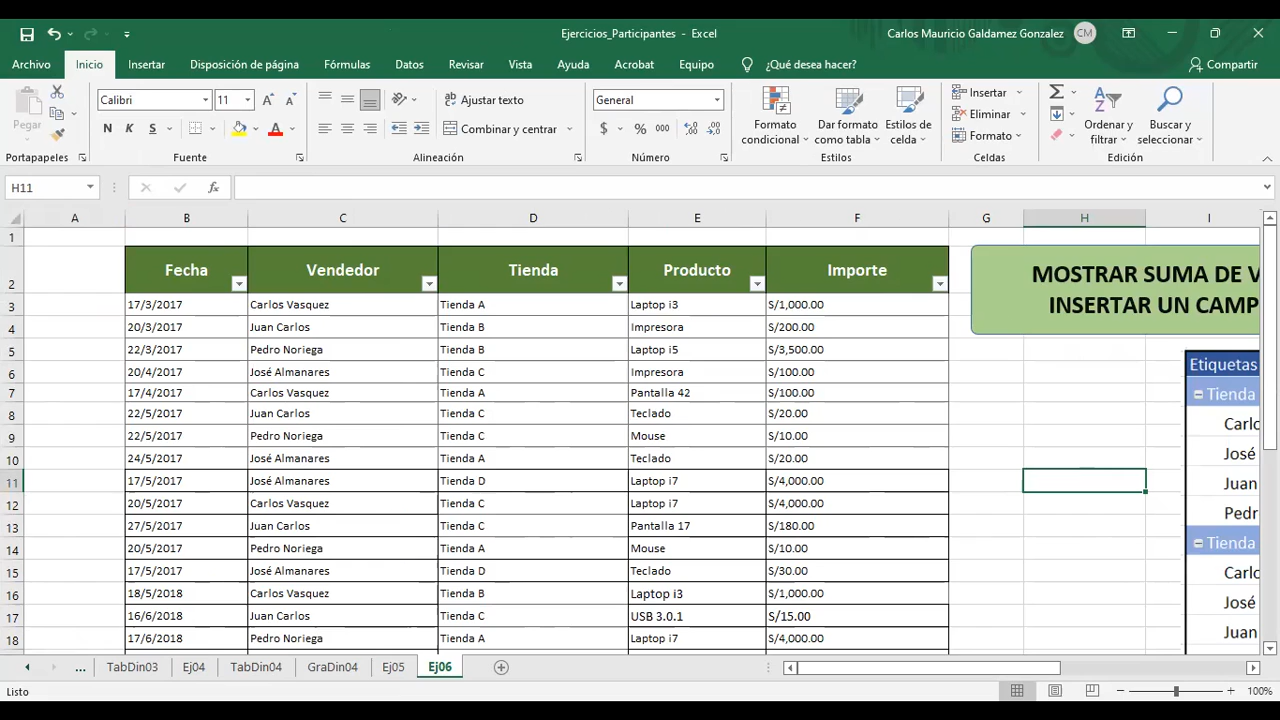 Ejercicios_Participantes - Excel
Carlos Mauricio Galdamez Gonzalez CM
Archivo Inicio Insertar Disposición de página Fórmulas Datos Revisar Vista Ayuda Acrobat Equipo ¿Qué desea hacer? Compartir
Pegar
Calibri 11
N K S
Ajustar texto
Combinar y centrar
General
$ % 000
Formato condicional
Dar formato como tabla
Estilos de celda
Insertar
Eliminar
Formato
Ordenar y filtrar
Buscar y seleccionar
Portapapeles Fuente Alineación Número Estilos Celdas Edición
H11 fx
A B C D E F G H I
1
2 Fecha Vendedor Tienda Producto Importe
3 17/3/2017 Carlos Vasquez Tienda A Laptop i3 S/1,000.00
4 20/3/2017 Juan Carlos Tienda B Impresora S/200.00
5 22/3/2017 Pedro Noriega Tienda B Laptop i5 S/3,500.00
6 20/4/2017 José Almanares Tienda C Impresora S/100.00
7 17/4/2017 Carlos Vasquez Tienda A Pantalla 42 S/100.00
8 22/5/2017 Juan Carlos Tienda C Teclado S/20.00
9 22/5/2017 Pedro Noriega Tienda C Mouse S/10.00
10 24/5/2017 José Almanares Tienda A Teclado S/20.00
11 17/5/2017 José Almanares Tienda D Laptop i7 S/4,000.00
12 20/5/2017 Carlos Vasquez Tienda C Laptop i7 S/4,000.00
13 27/5/2017 Juan Carlos Tienda C Pantalla 17 S/180.00
14 20/5/2017 Pedro Noriega Tienda A Mouse S/10.00
15 17/5/2017 José Almanares Tienda D Teclado S/30.00
16 18/5/2018 Carlos Vasquez Tienda B Laptop i3 S/1,000.00
17 16/6/2018 Juan Carlos Tienda C USB 3.0.1 S/15.00
18 17/6/2018 Pedro Noriega Tienda A Laptop i7 S/4,000.00
MOSTRAR SUMA DE V
INSERTAR UN CAMP
Etiquetas
Tienda
Carlo
José
Juan
Pedr
Tienda
Carlo
José
Juan
... TabDin03 Ej04 TabDin04 GraDin04 Ej05 Ej06
Listo 100%